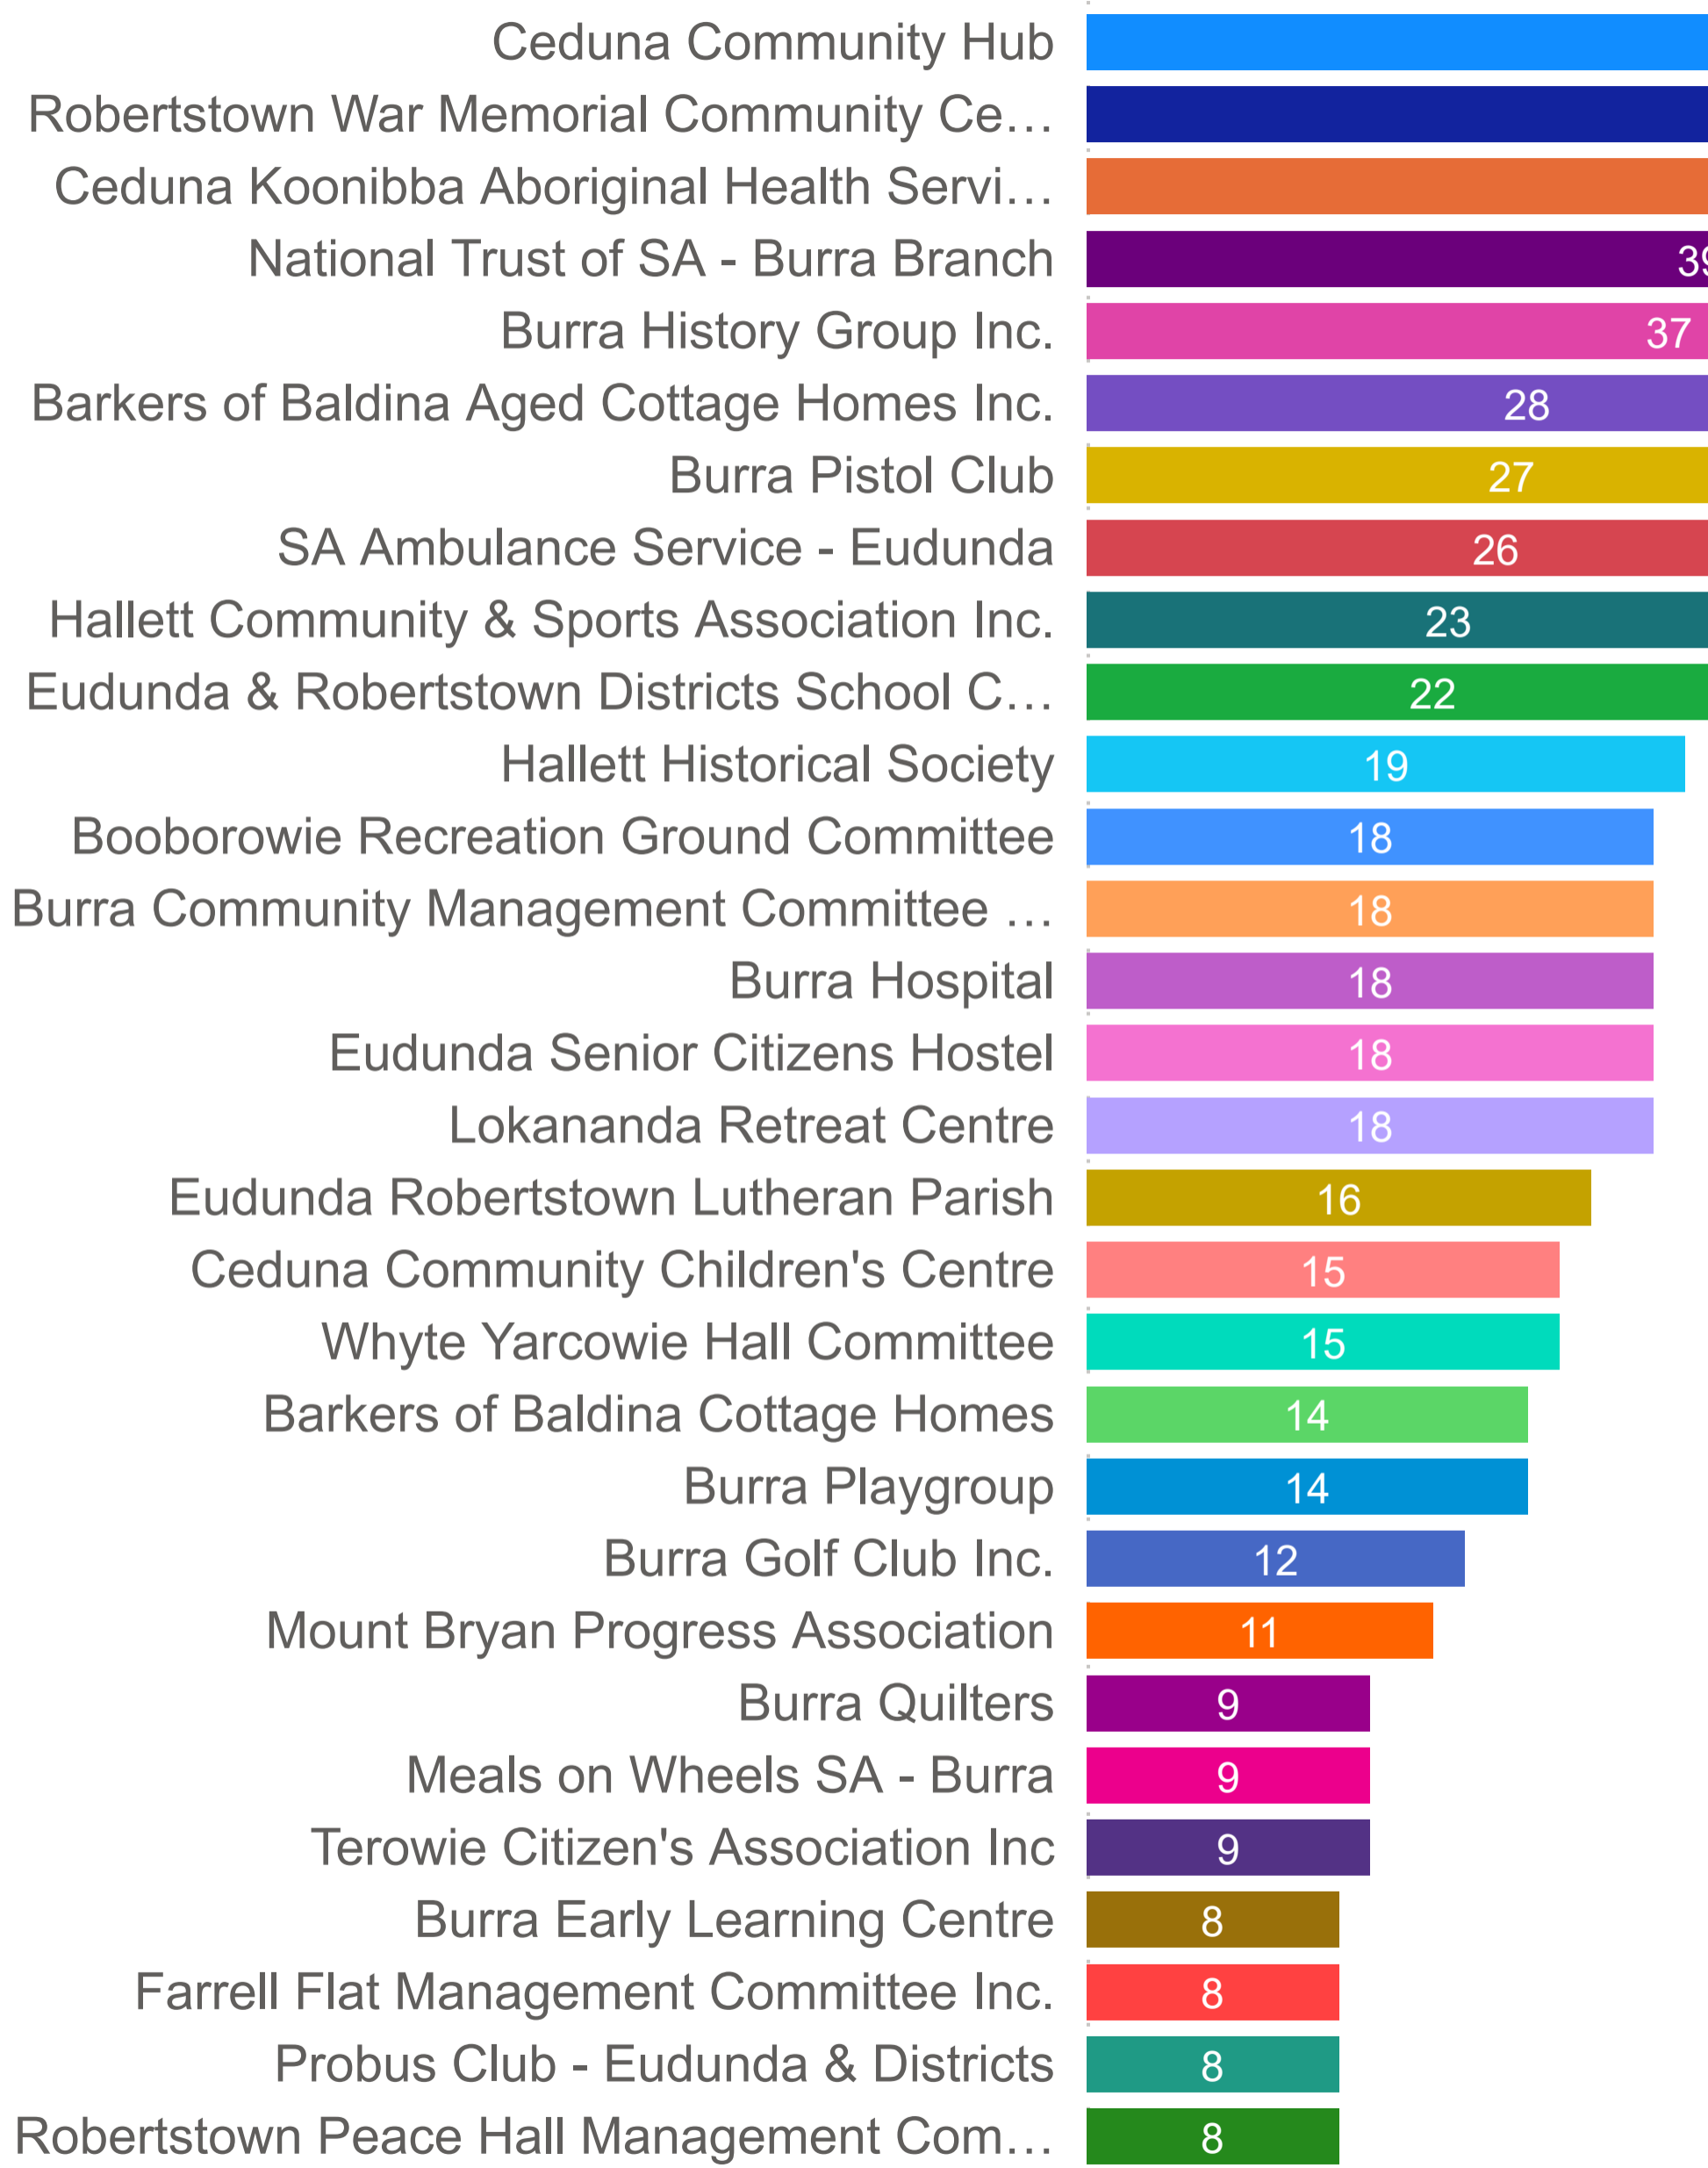 Ceduna Community Hub
Robertstown War Memorial Community Ce…
Ceduna Koonibba Aboriginal Health Servi…
National Trust of SA - Burra Branch 39
Burra History Group Inc. 37
Barkers of Baldina Aged Cottage Homes Inc. 28
Burra Pistol Club 27
SA Ambulance Service - Eudunda 26
Hallett Community & Sports Association Inc. 23
Eudunda & Robertstown Districts School C… 22
Hallett Historical Society 19
Booborowie Recreation Ground Committee 18
Burra Community Management Committee … 18
Burra Hospital 18
Eudunda Senior Citizens Hostel 18
Lokananda Retreat Centre 18
Eudunda Robertstown Lutheran Parish 16
Ceduna Community Children's Centre 15
Whyte Yarcowie Hall Committee 15
Barkers of Baldina Cottage Homes 14
Burra Playgroup 14
Burra Golf Club Inc. 12
Mount Bryan Progress Association 11
Burra Quilters 9
Meals on Wheels SA - Burra 9
Terowie Citizen's Association Inc 9
Burra Early Learning Centre 8
Farrell Flat Management Committee Inc. 8
Probus Club - Eudunda & Districts 8
Robertstown Peace Hall Management Com… 8